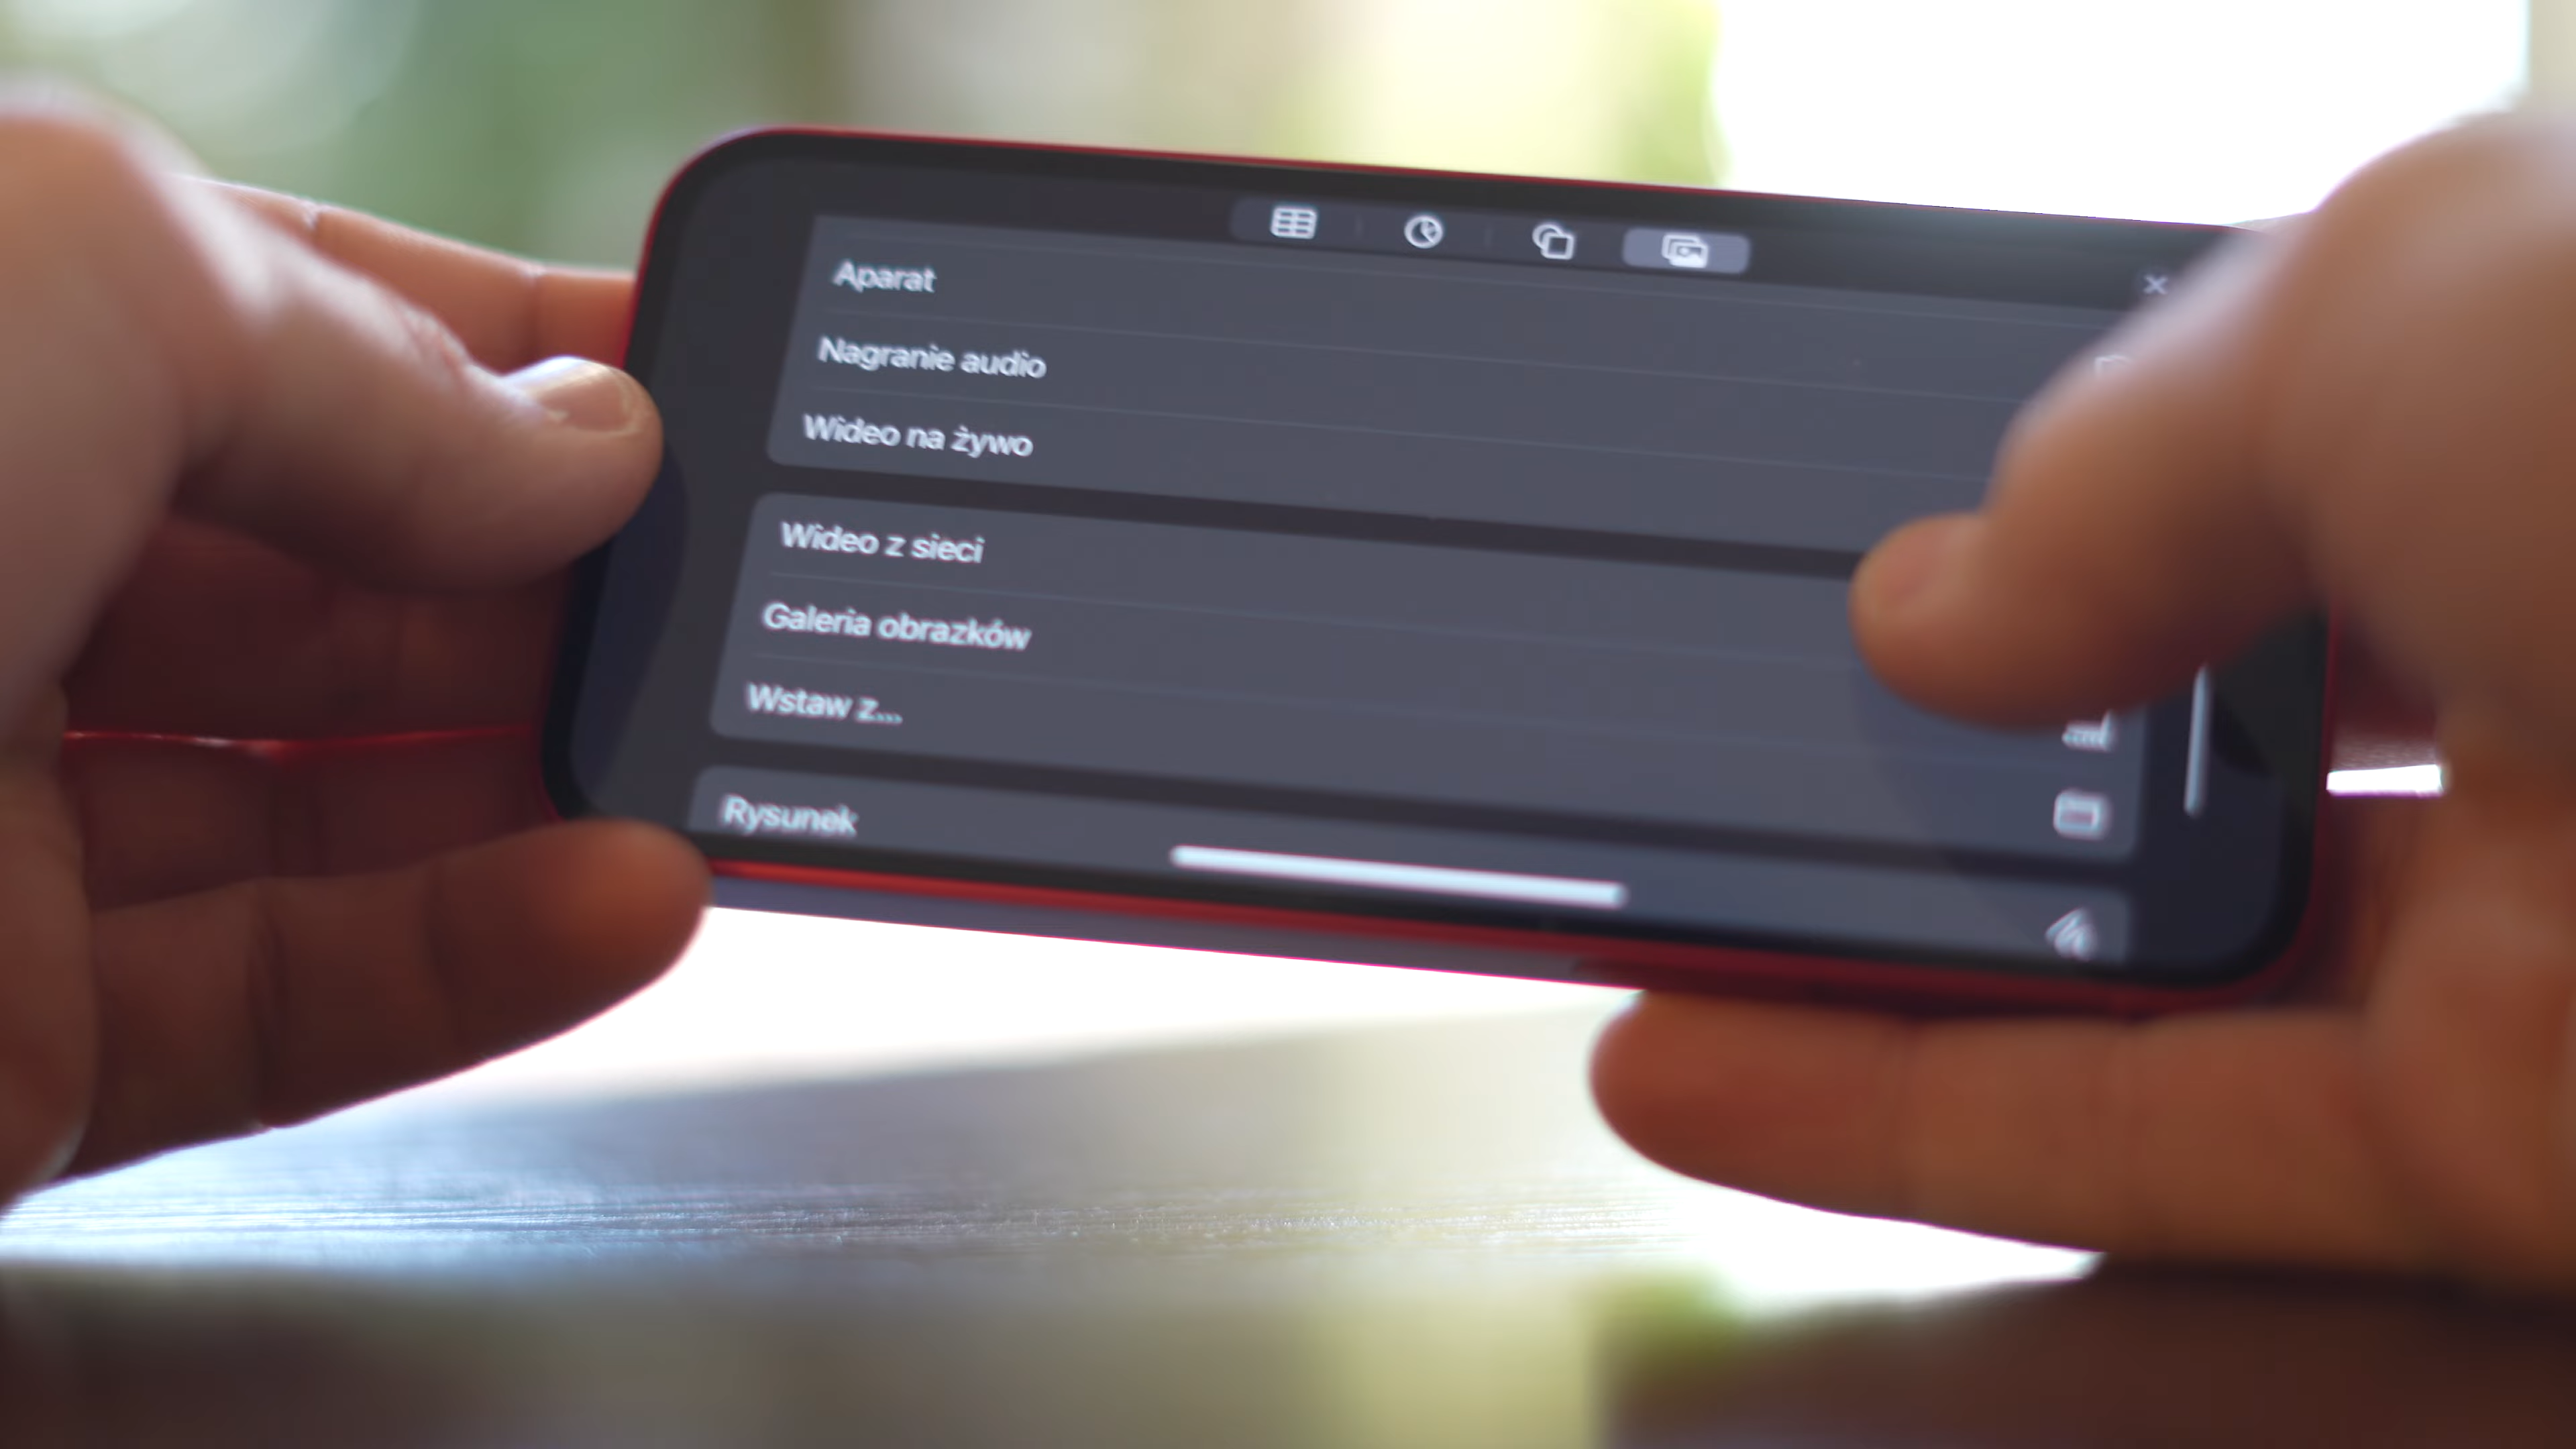 Aparat
Nagranie audio
Wideo na żywo
Wideo z sieci
Galeria obrazków
Wstaw z...
Rysunek